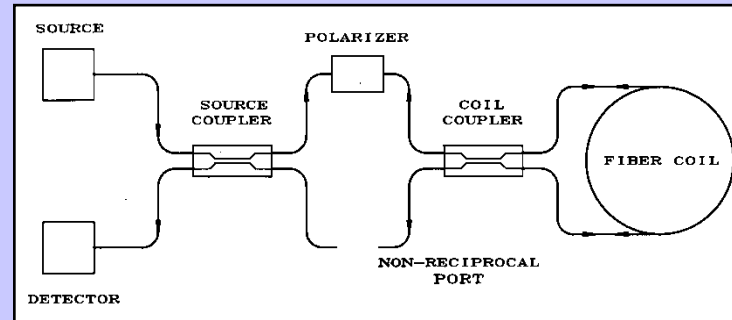 SOURCE
POLARIZER
SOURCE
COUPLER
COIL
COUPLER
FIBER COIL
NON-RECIPROCAL
PORT
DETECTOR